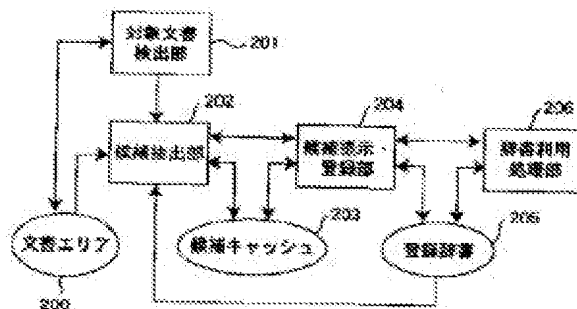 対象文書
検出部
201
202
候補抽出部
204
候補表示・
登録部
206
辞書利用
処理部
文書エリア
200
候補キャッシュ
203
登録辞書
205